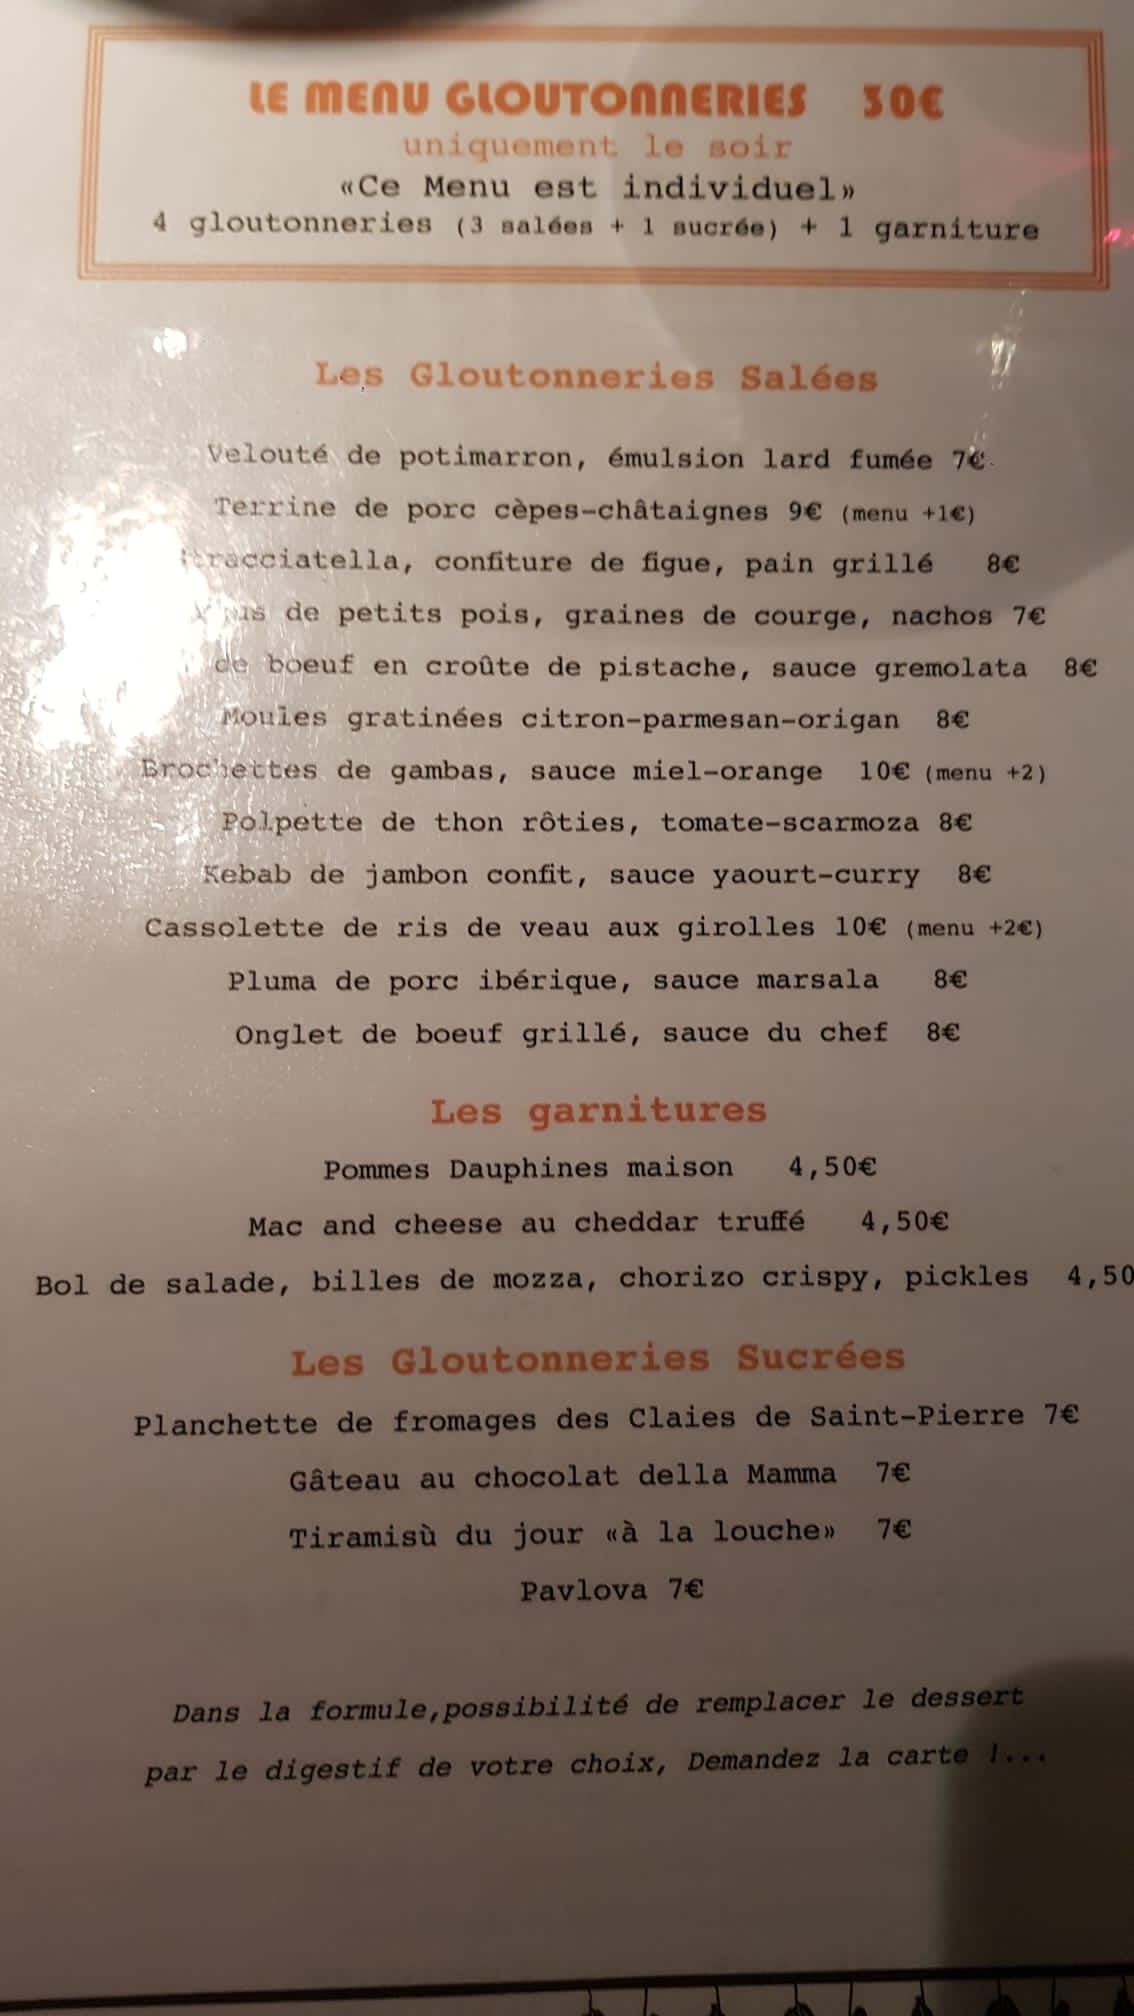 LE MENU GLOUTONNERIES 30€
uniquement le soir
«Ce Menu est individuel»
4 gloutonneries (3 salées + 1 sucrée) + 1 garniture
Les Gloutonneries Salées
Velouté de potimarron, émulsion lard fumée 7€
Terrine de porc cèpes-châtaignes 9€ (menu +1€)
Stracciatella, confiture de figue, pain grillé 8€
de petits pois, graines de courge, nachos 7€
de boeuf en croûte de pistache, sauce gremolata 8€
Moules gratinées citron-parmesan-origan 8€
Brochettes de gambas, sauce miel-orange 10€ (menu +2)
Polpette de thon rôties, tomate-scarmoza 8€
Kebab de jambon confit, sauce yaourt-curry 8€
Cassolette de ris de veau aux girolles 10€ (menu +2€)
Pluma de porc ibérique, sauce marsala 8€
Onglet de boeuf grillé, sauce du chef 8€
Les garnitures
Pommes Dauphines maison 4,50€
Mac and cheese au cheddar truffé 4,50€
Bol de salade, billes de mozza, chorizo crispy, pickles 4,50
Les Gloutonneries Sucrées
Planchette de fromages des Claies de Saint-Pierre 7€
Gâteau au chocolat della Mamma 7€
Tiramisù du jour «à la louche» 7€
Pavlova 7€
Dans la formule,possibilité de remplacer le dessert
par le digestif de votre choix, Demandez la carte !...